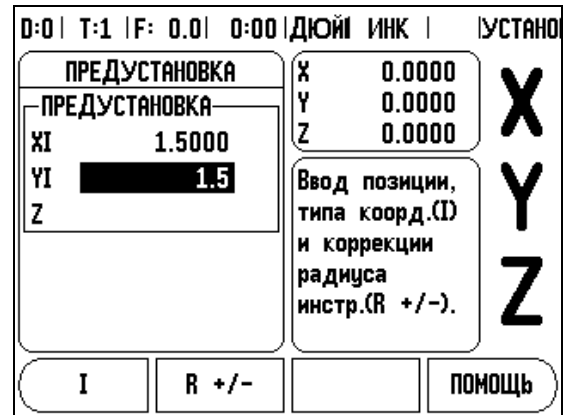 D:0 | T:1 | F: 0.0 | 0:00 | ДЮЙМ ИНК | УСТАНО
ПРЕДУСТАНОВКА
ПРЕДУСТАНОВКА
XI 1.5000
YI 1.5
Z
X 0.0000
Y 0.0000
Z 0.0000
Ввод позиции,
типа коорд.(I)
и коррекции
радиуса
инстр.(R +/-).
X
Y
Z
I
R +/-
ПОМОЩЬ